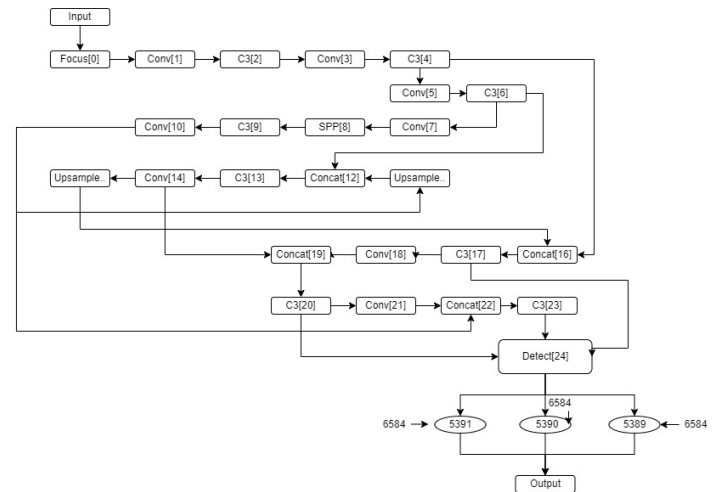 Input
Focus[0] Conv[1] C3[2] Conv[3] C3[4]
Conv[5] C3[6]
Conv[10] C3[9] SPP[8] Conv[7]
Upsample.. Conv[14] C3[13] Concat[12] Upsample..
Concat[19] Conv[18] C3[17] Concat[16]
C3[20] Conv[21] Concat[22] C3[23]
Detect[24]
6584
6584 5391 5390 5389 6584
Output